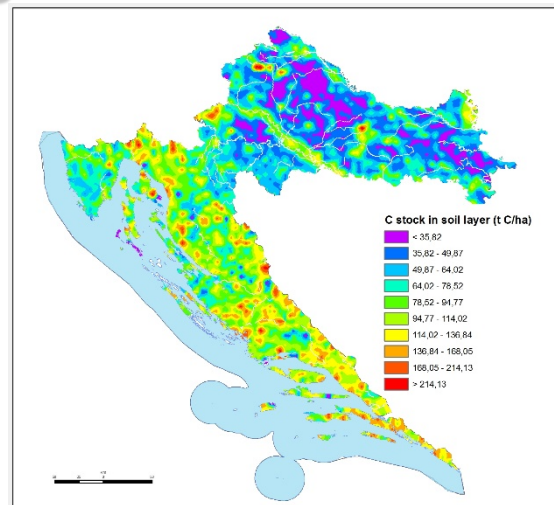 C stock in soil layer (t C/ha)
< 35,82
35,82 - 49,87
49,87 - 64,02
64,02 - 78,52
78,52 - 94,77
94,77 - 114,02
114,02 - 136,84
136,84 - 168,05
168,05 - 214,13
> 214,13